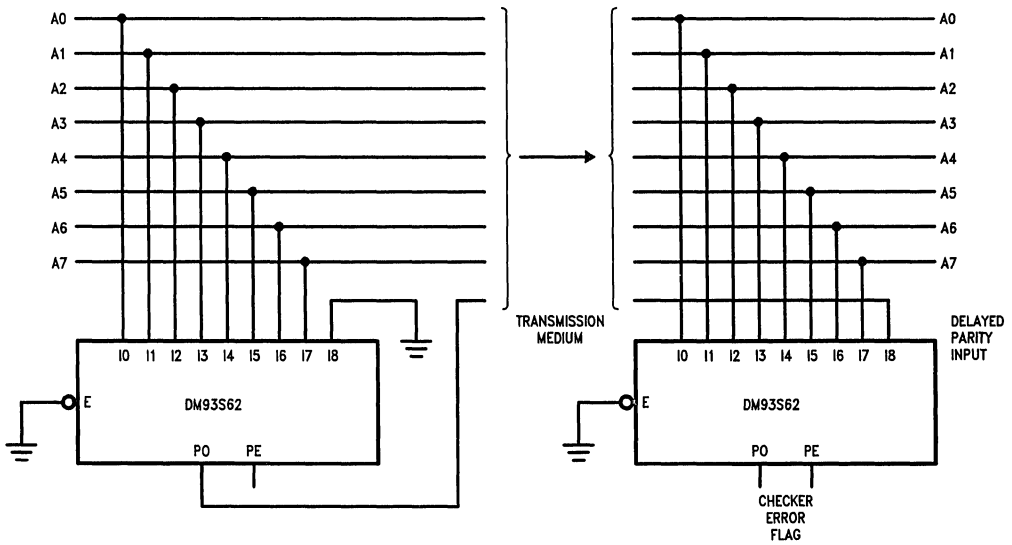 A0 A0
A1 A1
A2 A2
A3 A3
A4 A4
A5 A5
A6 A6
A7 A7
TRANSMISSION
MEDIUM
DELAYED
PARITY
INPUT
I0 I1 I2 I3 I4 I5 I6 I7 I8
I0 I1 I2 I3 I4 I5 I6 I7 I8
E DM93S62
E DM93S62
PO PE
PO PE
CHECKER
ERROR
FLAG